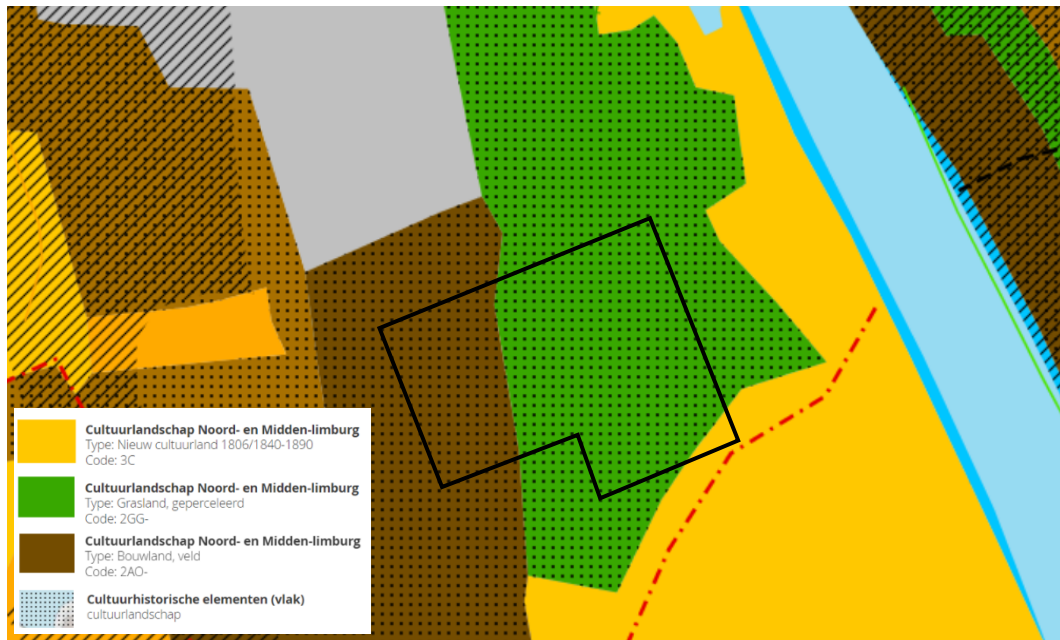 Cultuurlandschap Noord- en Midden-limburg
Type: Nieuw cultuurland 1806/1840-1890
Code: 3C
Cultuurlandschap Noord- en Midden-limburg
Type: Grasland, geperceleerd
Code: 2GG-
Cultuurlandschap Noord- en Midden-limburg
Type: Bouwland, veld
Code: 2AO-
Cultuurhistorische elementen (vlak)
cultuurlandschap